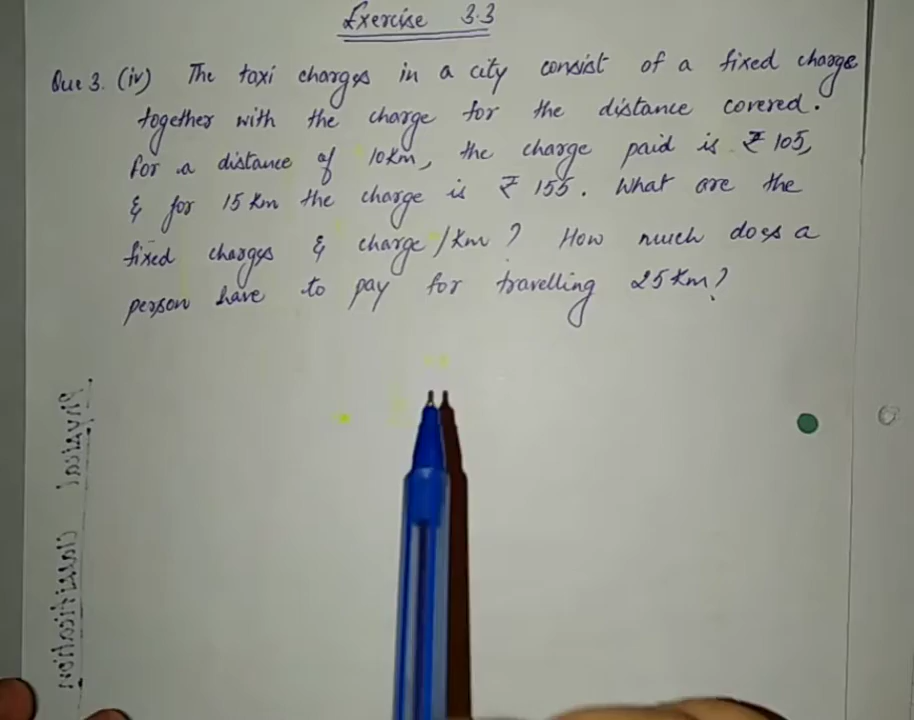 Exercise 3.3
Que 3. (iv) The taxi charges in a city consist of a fixed charge
together with the charge for the distance covered.
For a distance of 10km, the charge paid is ₹ 105,
& for 15 km the charge is ₹ 155. What are the
fixed charges & charge/km? How much does a
person have to pay for travelling 25km?